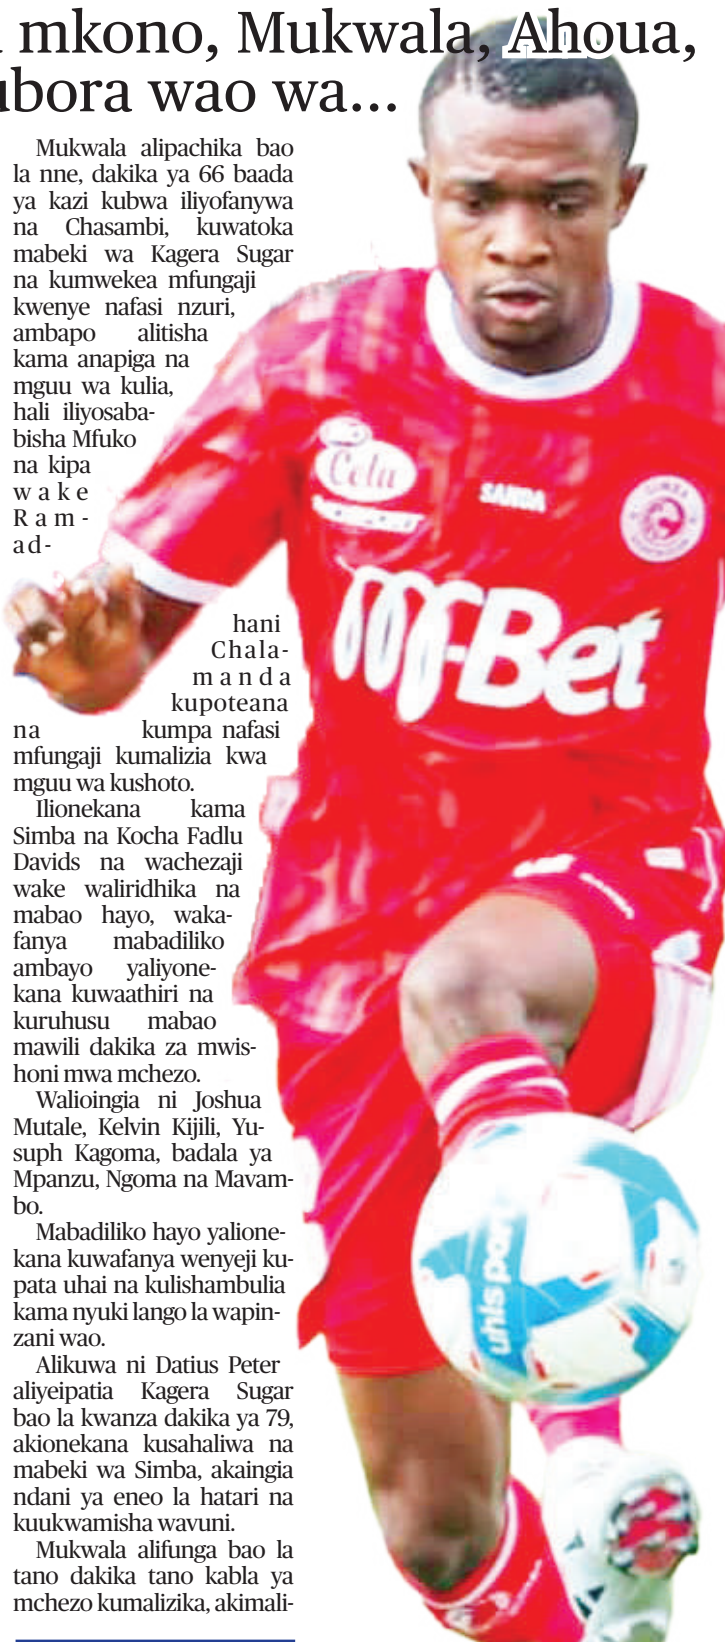 mkono, Mukwala, Ahoua,
ubora wao wa...
Mukwala alipachika bao
la nne, dakika ya 66 baada
ya kazi kubwa iliyofanywa
na Chasambi, kuwatoka
mabeki wa Kagera Sugar
na kumwekea mfungaji
kwenye nafasi nzuri,
ambapo alitisha
kama anapiga na
mguu wa kulia,
hali iliyosaba-
bisha Mfuko
na kipa
wake
Ram-
ad-
hani
Chala-
manda
kupoteana
na kumpa nafasi
mfungaji kumalizia kwa
mguu wa kushoto.
Ilionekana kama
Simba na Kocha Fadlu
Davids na wachezaji
wake waliridhika na
mabao hayo, waka-
fanya mabadiliko
ambayo yaliyone-
kana kuwaathiri na
kuruhusu mabao
mawili dakika za mwis-
honi mwa mchezo.
Walioingia ni Joshua
Mutale, Kelvin Kijili, Yu-
suph Kagoma, badala ya
Mpanzu, Ngoma na Mavam-
bo.
Mabadiliko hayo yalione-
kana kuwafanya wenyeji ku-
pata uhai na kulishambulia
kama nyuki lango la wapin-
zani wao.
Alikuwa ni Datius Peter
aliyeipatia Kagera Sugar
bao la kwanza dakika ya 79,
akionekana kusahaliwa na
mabeki wa Simba, akaingia
ndani ya eneo la hatari na
kuukwamisha wavuni.
Mukwala alifunga bao la
tano dakika tano kabla ya
mchezo kumalizika, akimali-
SANDA
M-Bet
uhlsport